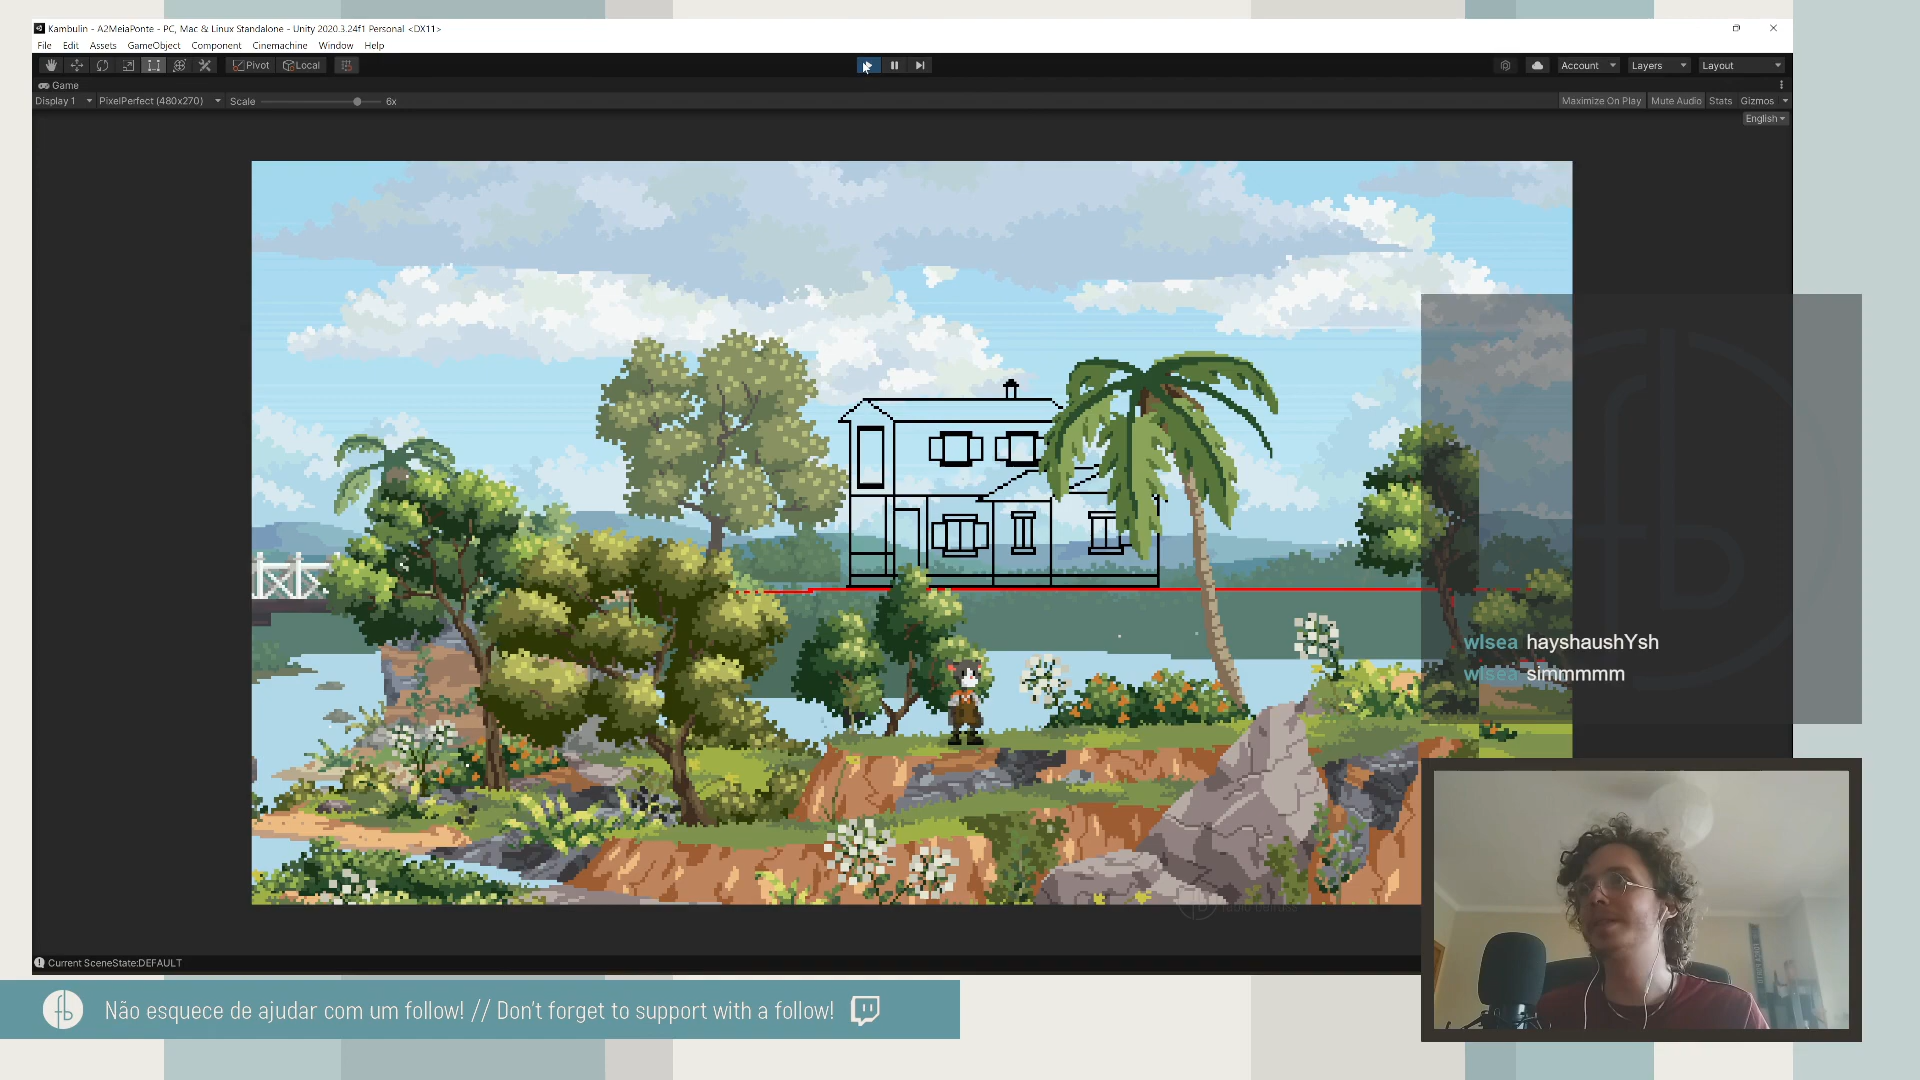 Kambulin - A2MeiaPonte - PC, Mac & Linux Standalone - Unity 2020.3.24f1 Personal <DX11>
File Edit Assets GameObject Component Cinemachine Window Help
Pivot Local Account Layers Layout
Game
Display 1 PixelPerfect (480x270) Scale 6x Maximize On Play Mute Audio Stats Gizmos
English
wlsea hayshaushYsh
wlsea simmmmm
Current SceneState:DEFAULT
fb Não esquece de ajudar com um follow! // Don't forget to support with a follow!